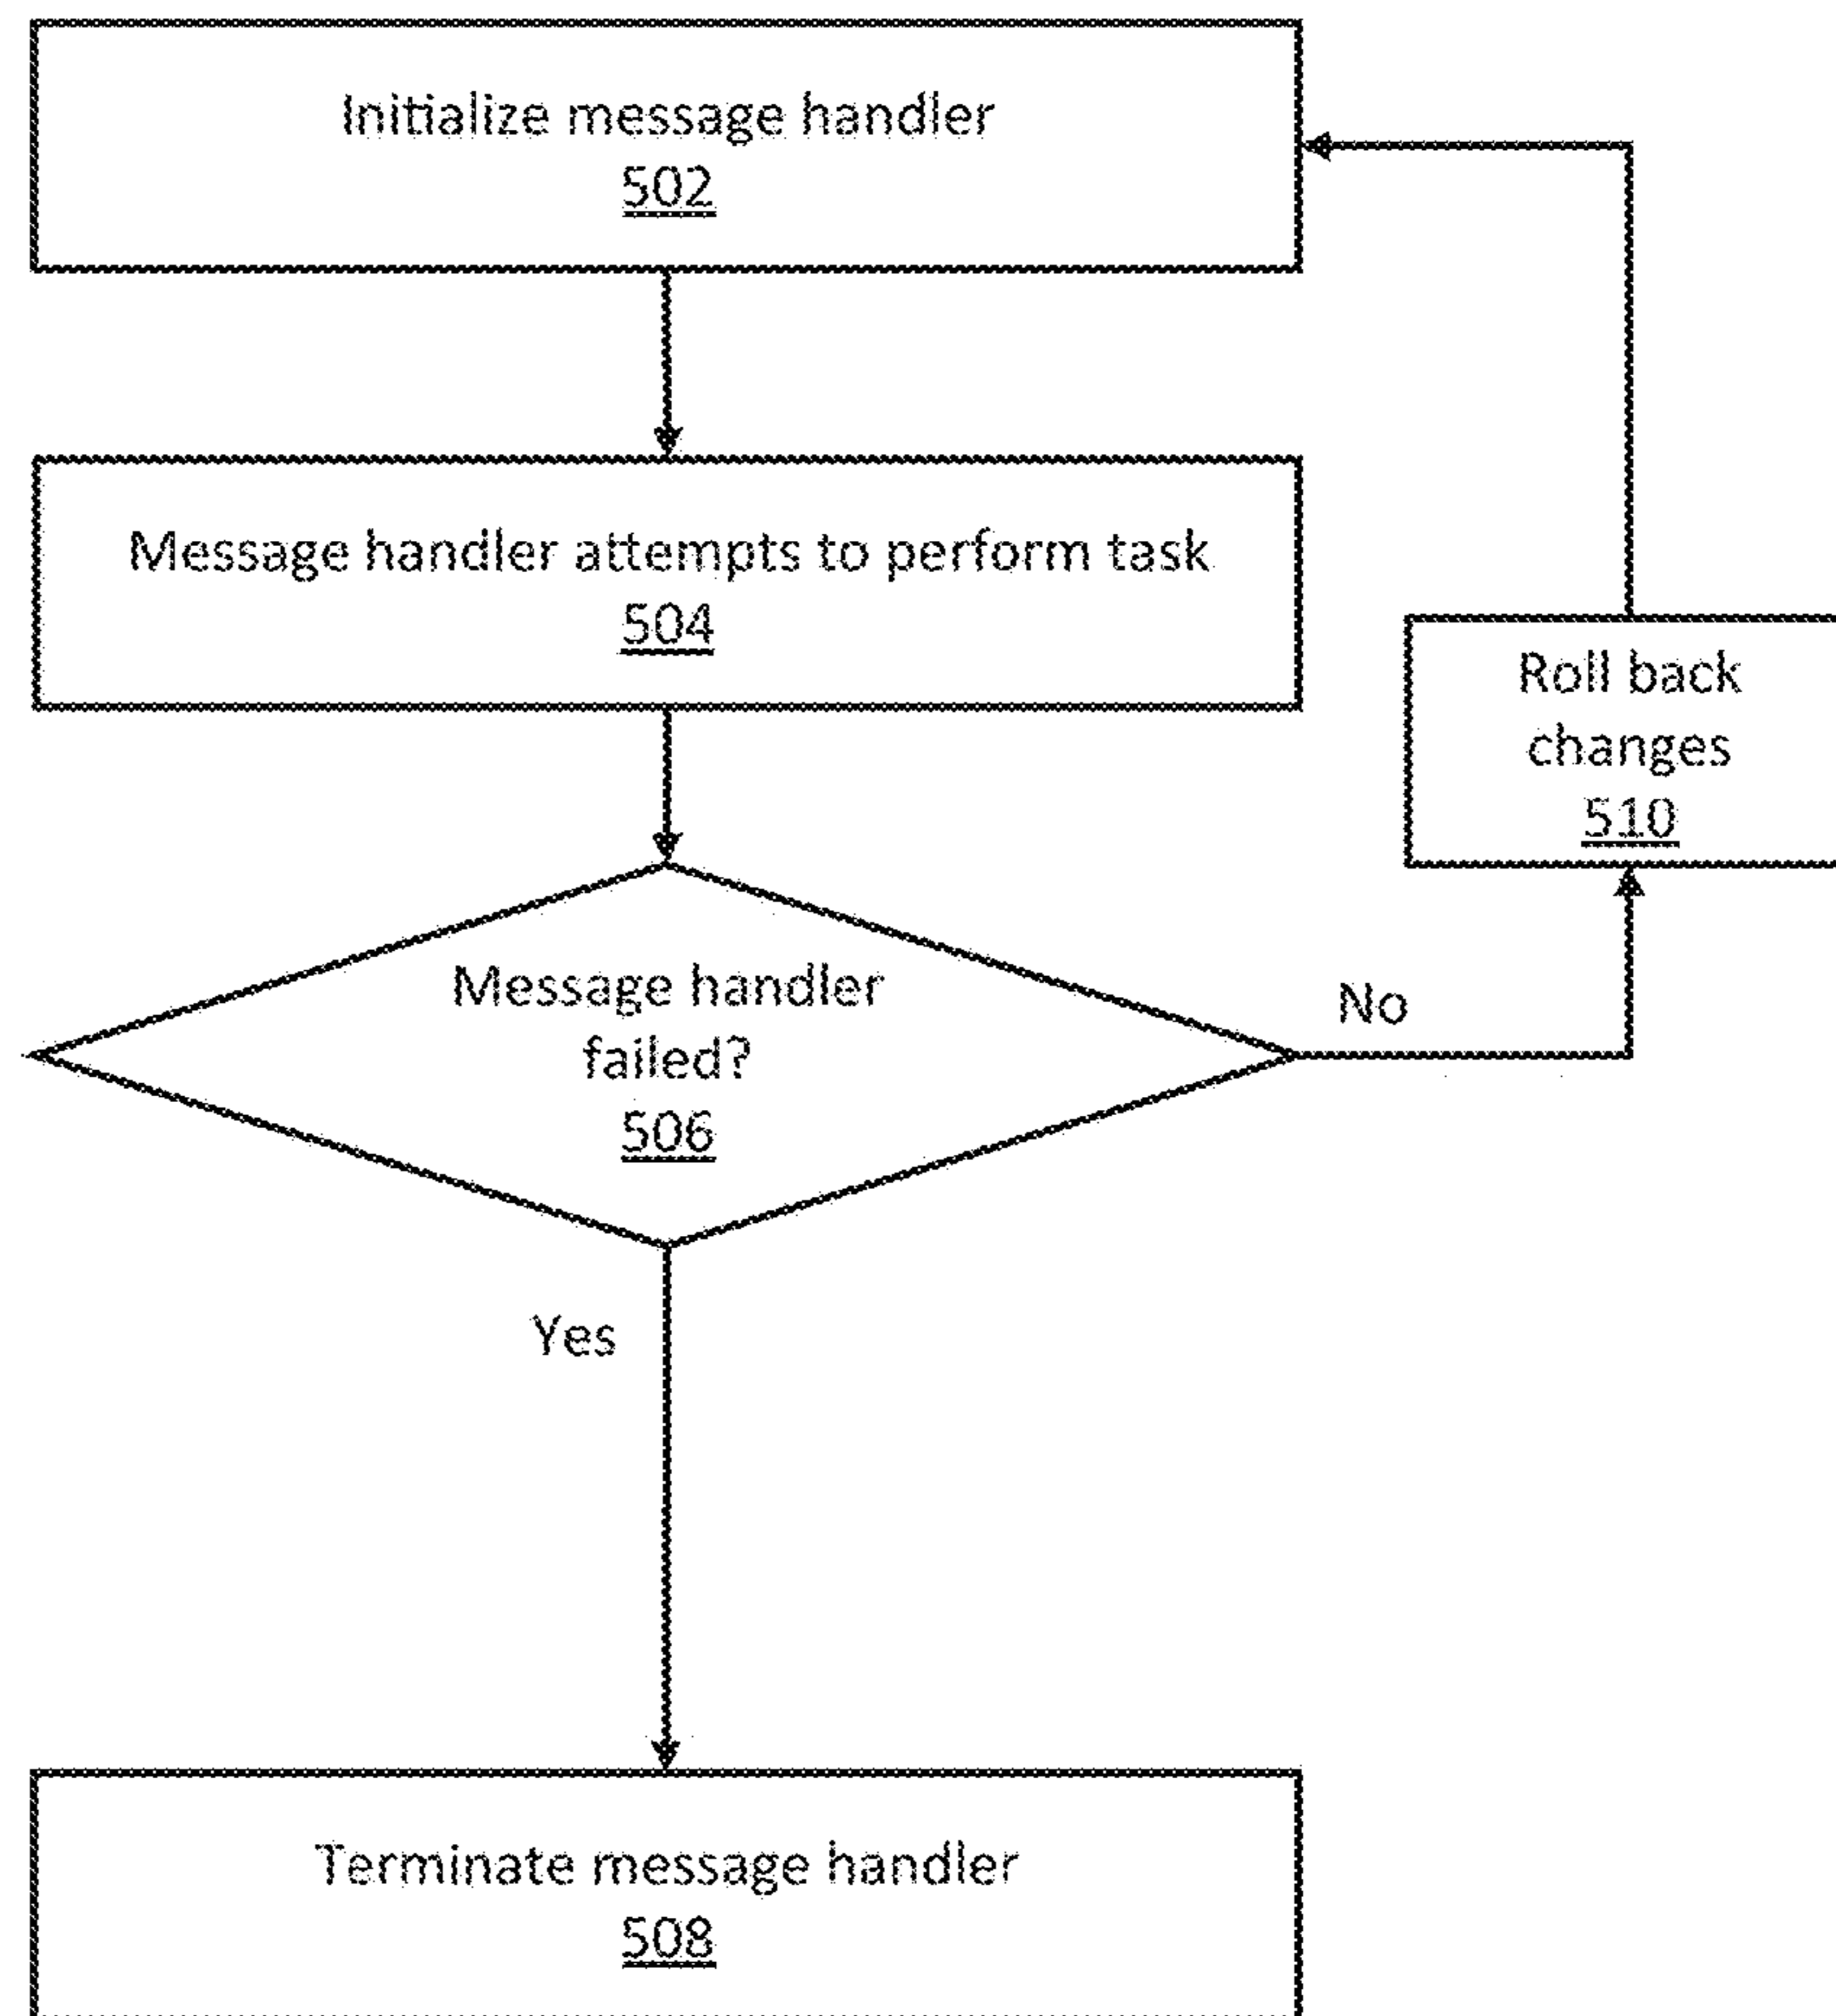 Initialize message handler
502
Message handler attempts to perform task
504
Roll back
changes
510
Message handler
failed?
506
No
Yes
Terminate message handler
508